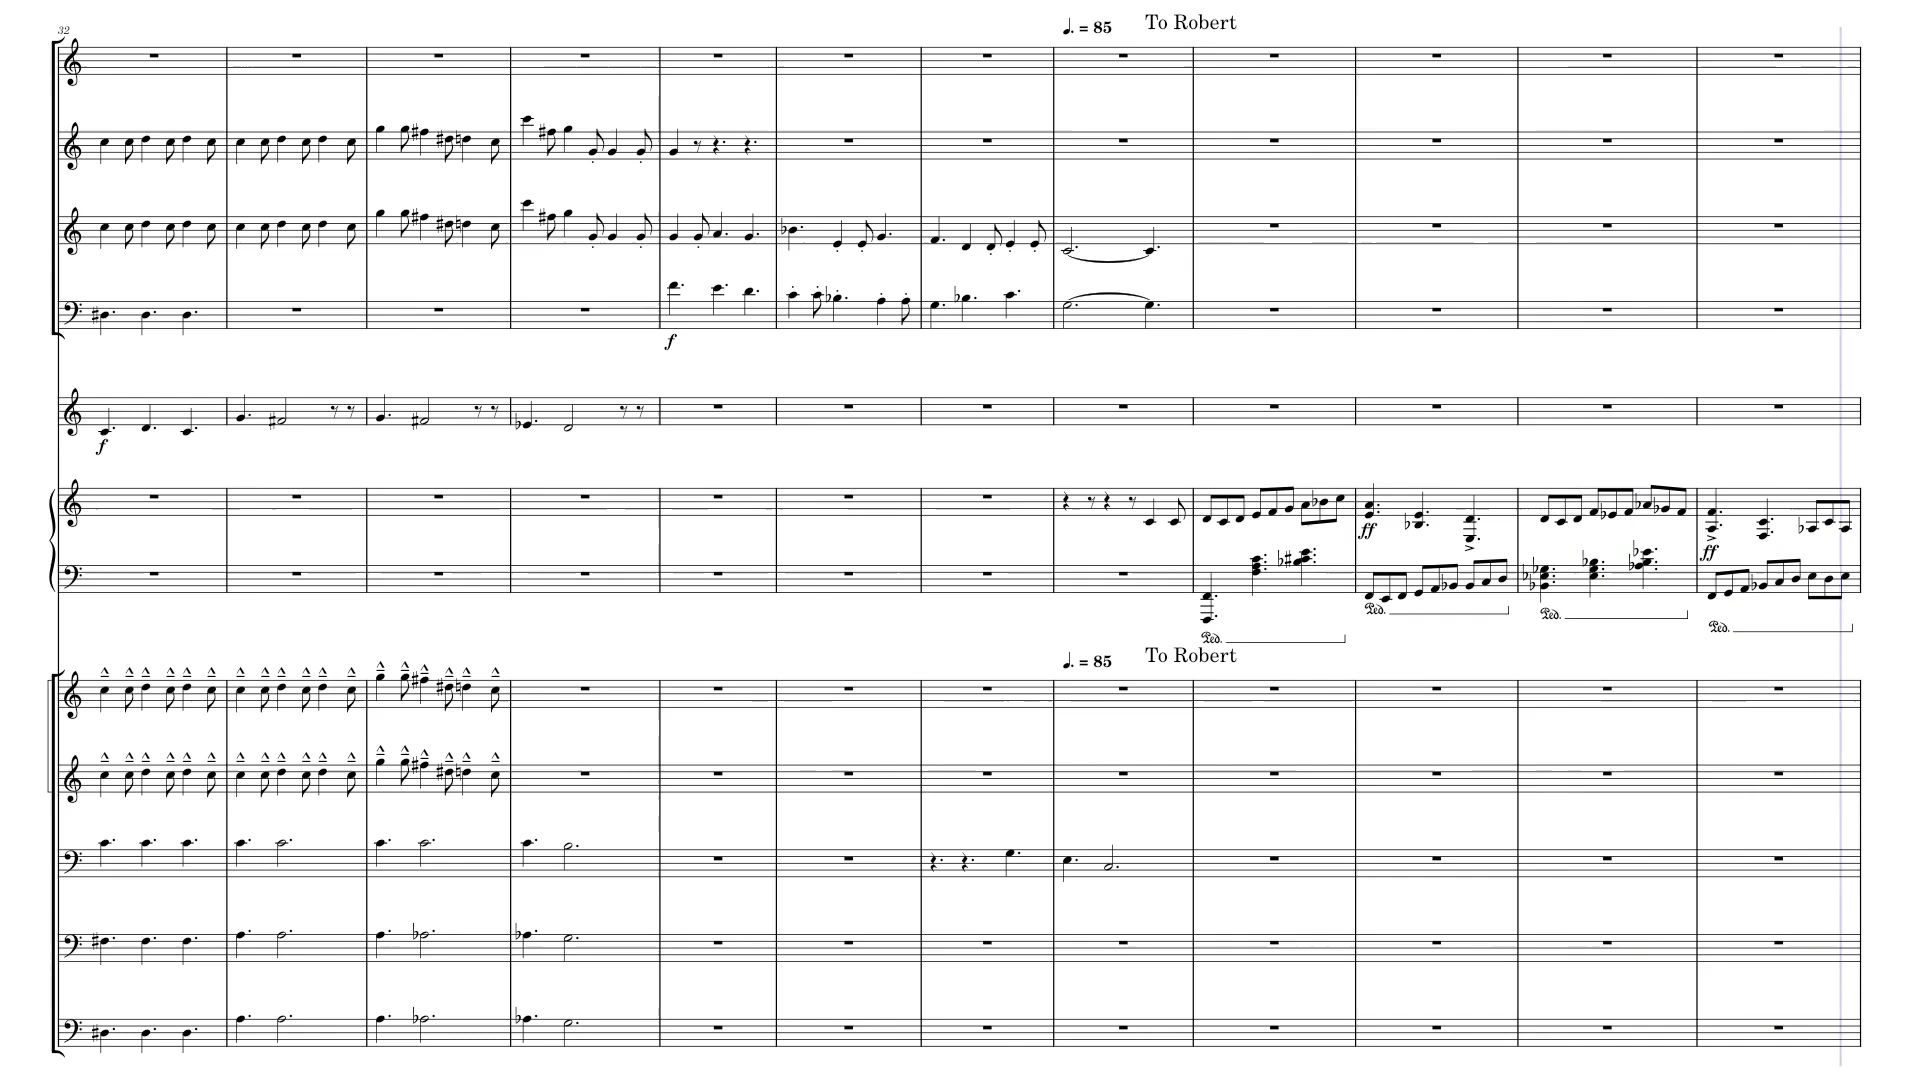 32
♩. = 85 To Robert
f
f
ff
ff
Ped.
Ped.
Ped.
Ped.
♩. = 85 To Robert